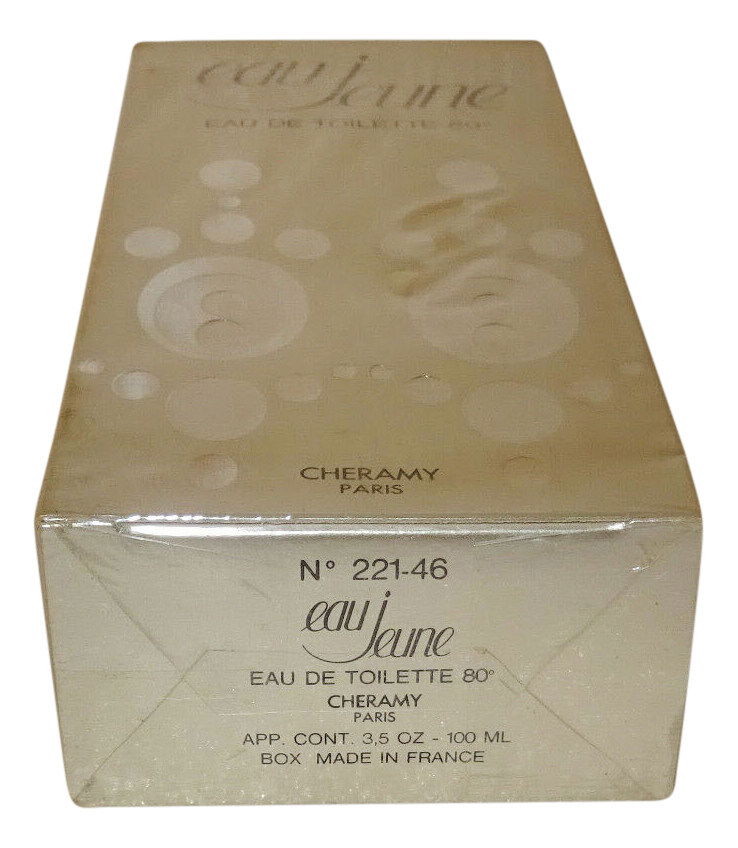 eau jeune
EAU DE TOILETTE 80°
CHERAMY
PARIS
N° 221-46
eau jeune
EAU DE TOILETTE 80°
CHERAMY
PARIS
APP. CONT. 3,5 OZ - 100 ML
BOX MADE IN FRANCE